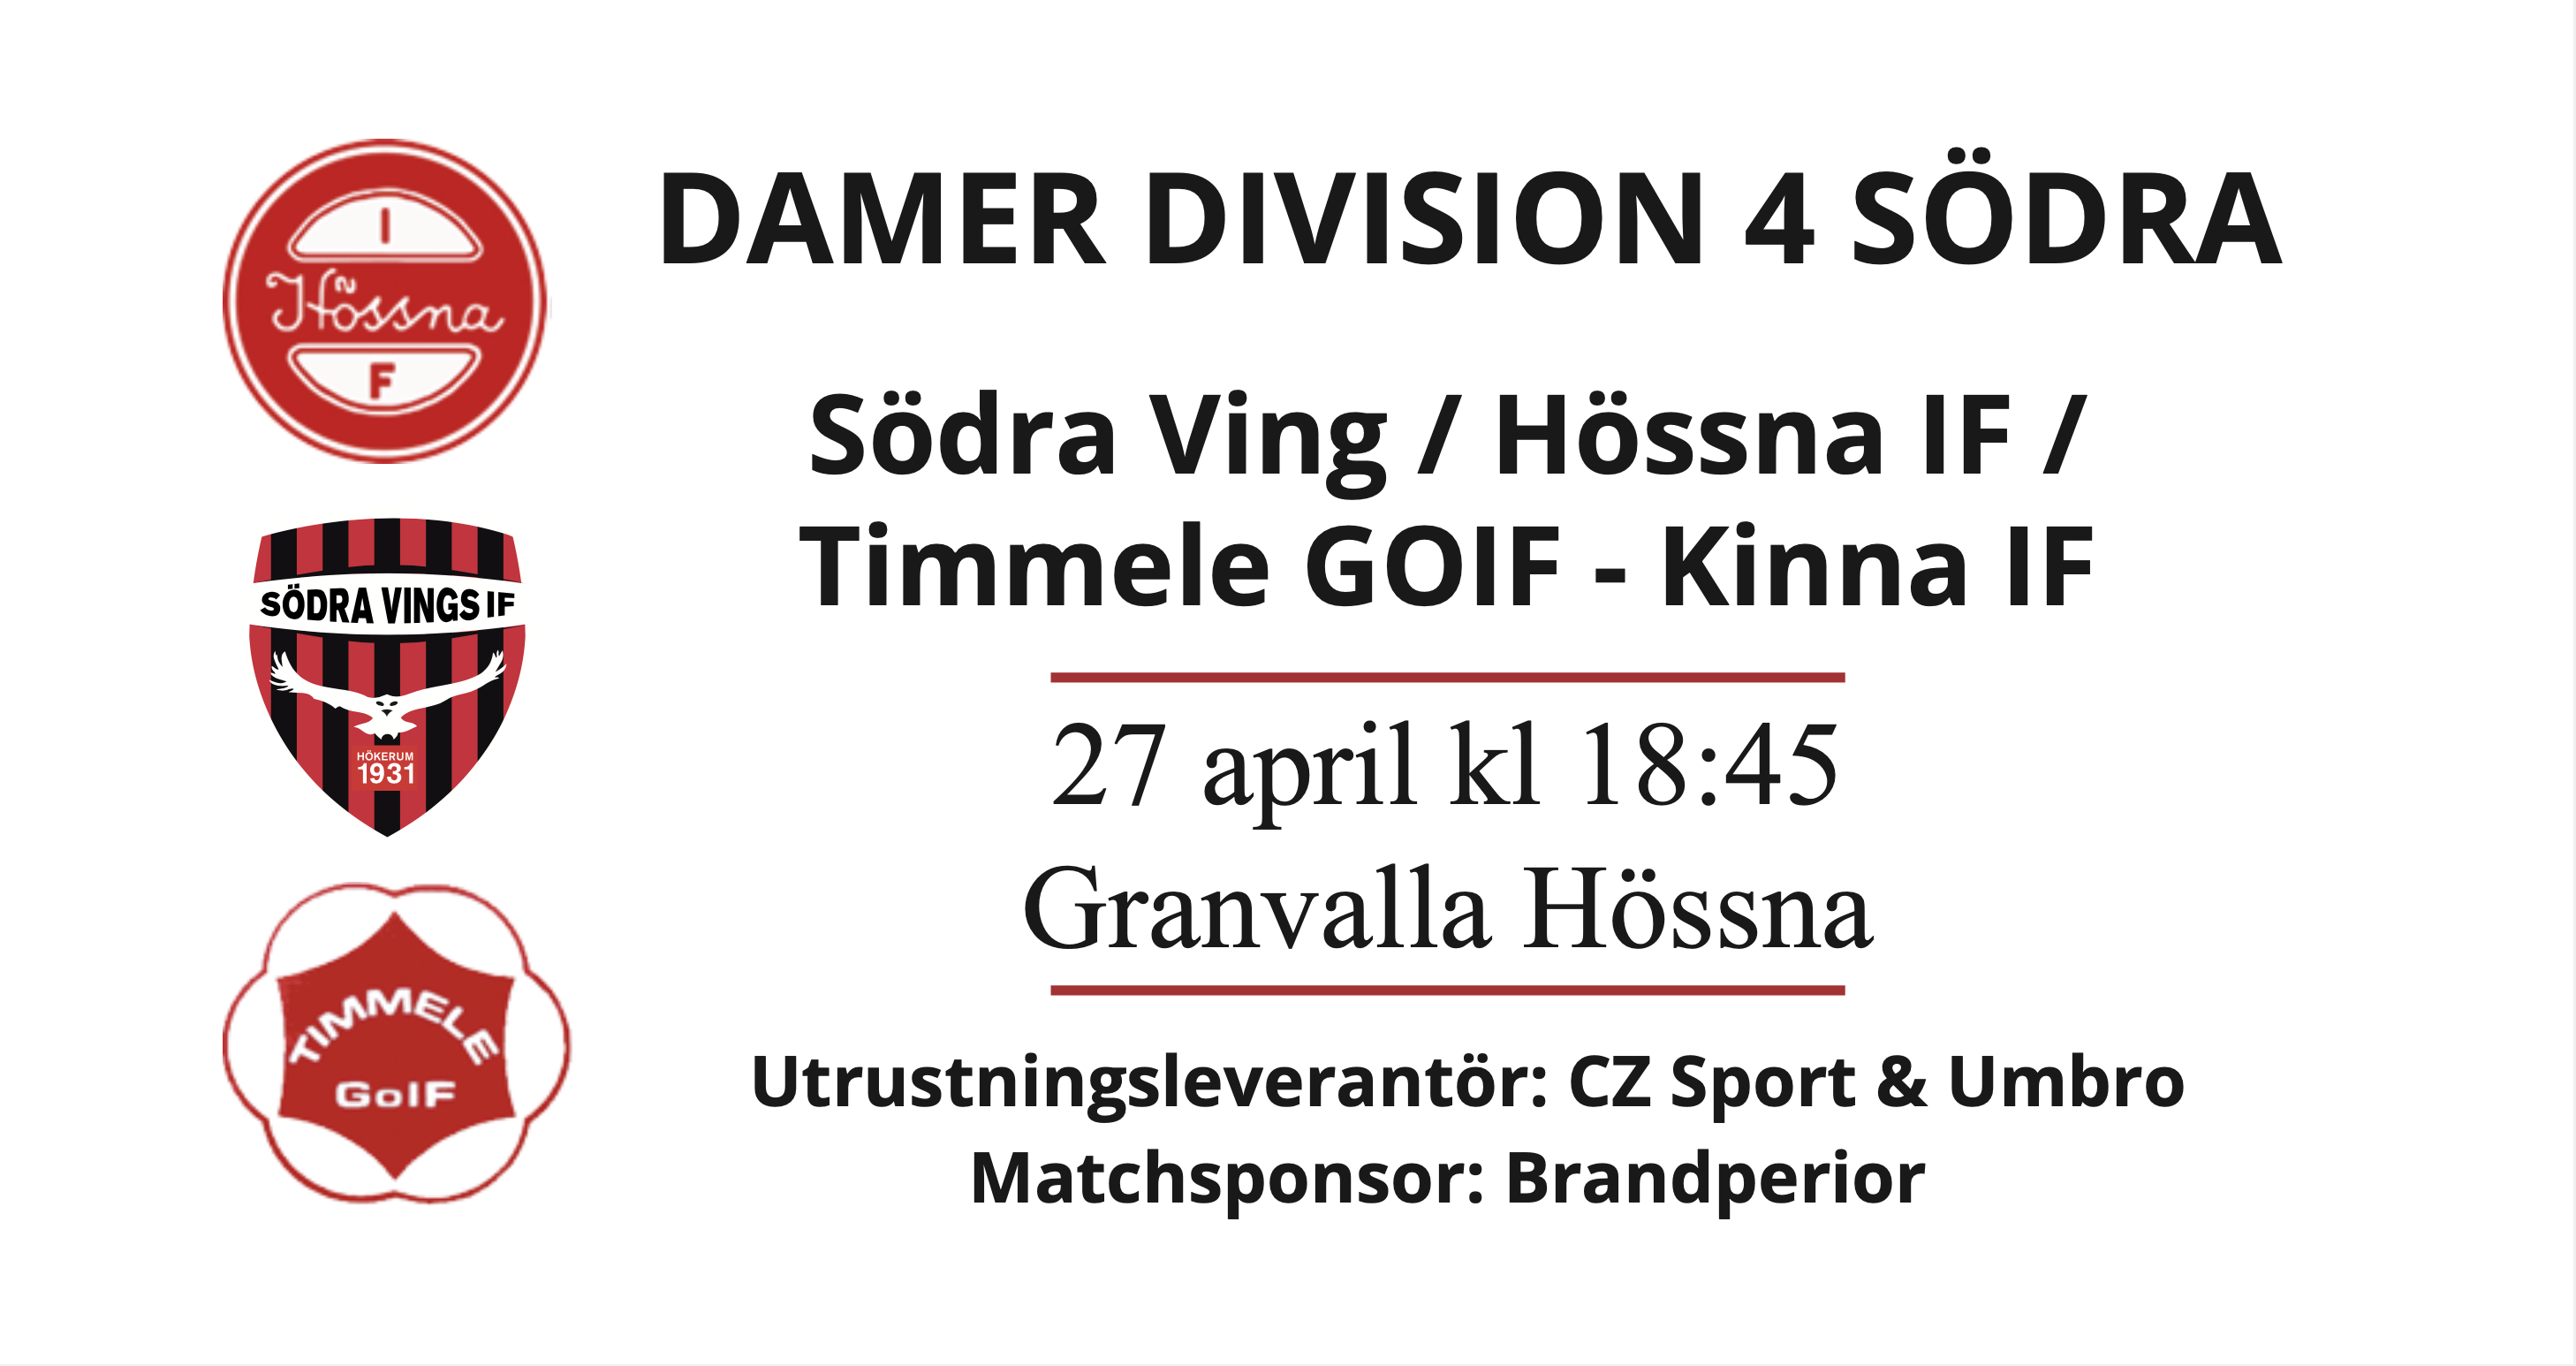 I
Hössna
F
SÖDRA VINGS IF
HÖKERUM
1931
TIMMELE
GoIF
DAMER DIVISION 4 SÖDRA
Södra Ving / Hössna IF /
Timmele GOIF - Kinna IF
27 april kl 18:45
Granvalla Hössna
Utrustningsleverantör: CZ Sport & Umbro
Matchsponsor: Brandperior